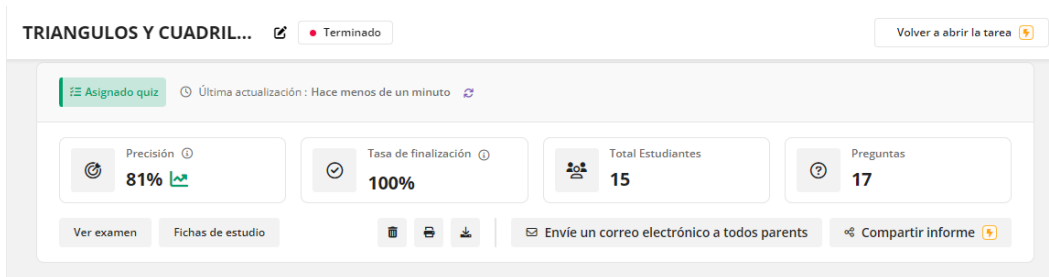 TRIANGULOS Y CUADRIL...
Terminado
Volver a abrir la tarea
Asignado quiz
Última actualización : Hace menos de un minuto
Precisión
81%
Tasa de finalización
100%
Total Estudiantes
15
Preguntas
17
Ver examen
Fichas de estudio
Envíe un correo electrónico a todos parents
Compartir informe